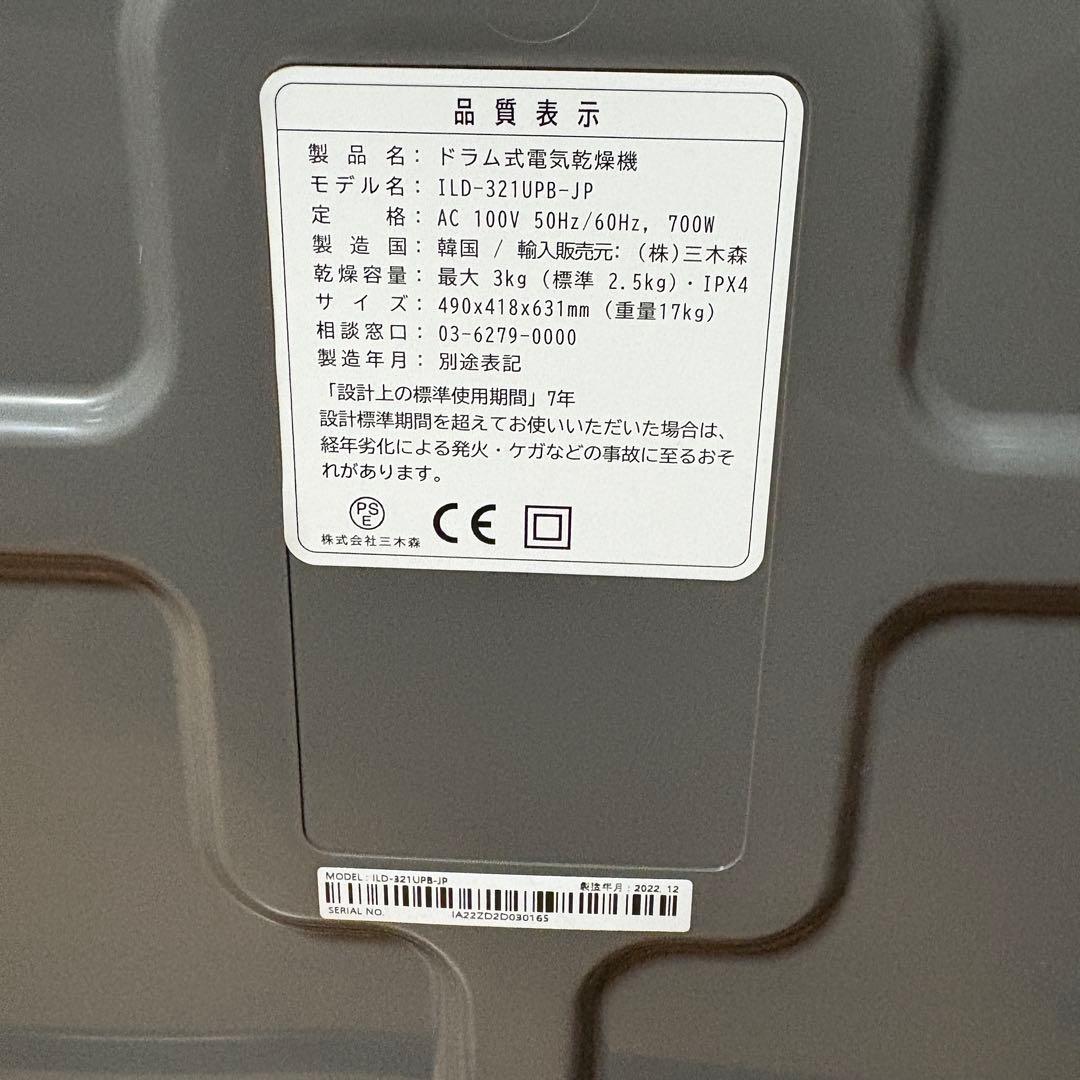 品質表示
製品名：ドラム式電気乾燥機
モデル名：ILD-321UPB-JP
定格：AC 100V 50Hz/60Hz, 700W
製造国：韓国 / 輸入販売元: (株)三木森
乾燥容量：最大 3kg (標準 2.5kg)・IPX4
サイズ：490x418x631mm (重量17kg)
相談窓口：03-6279-0000
製造年月：別途表記
「設計上の標準使用期間」7年
設計標準期間を超えてお使いいただいた場合は、
経年劣化による発火・ケガなどの事故に至るおそ
れがあります。
PS
E
CE
株式会社三木森
MODEL : ILD-321UPB-JP 製造年月 : 2022. 12
SERIAL NO. IA22ZD2D030165